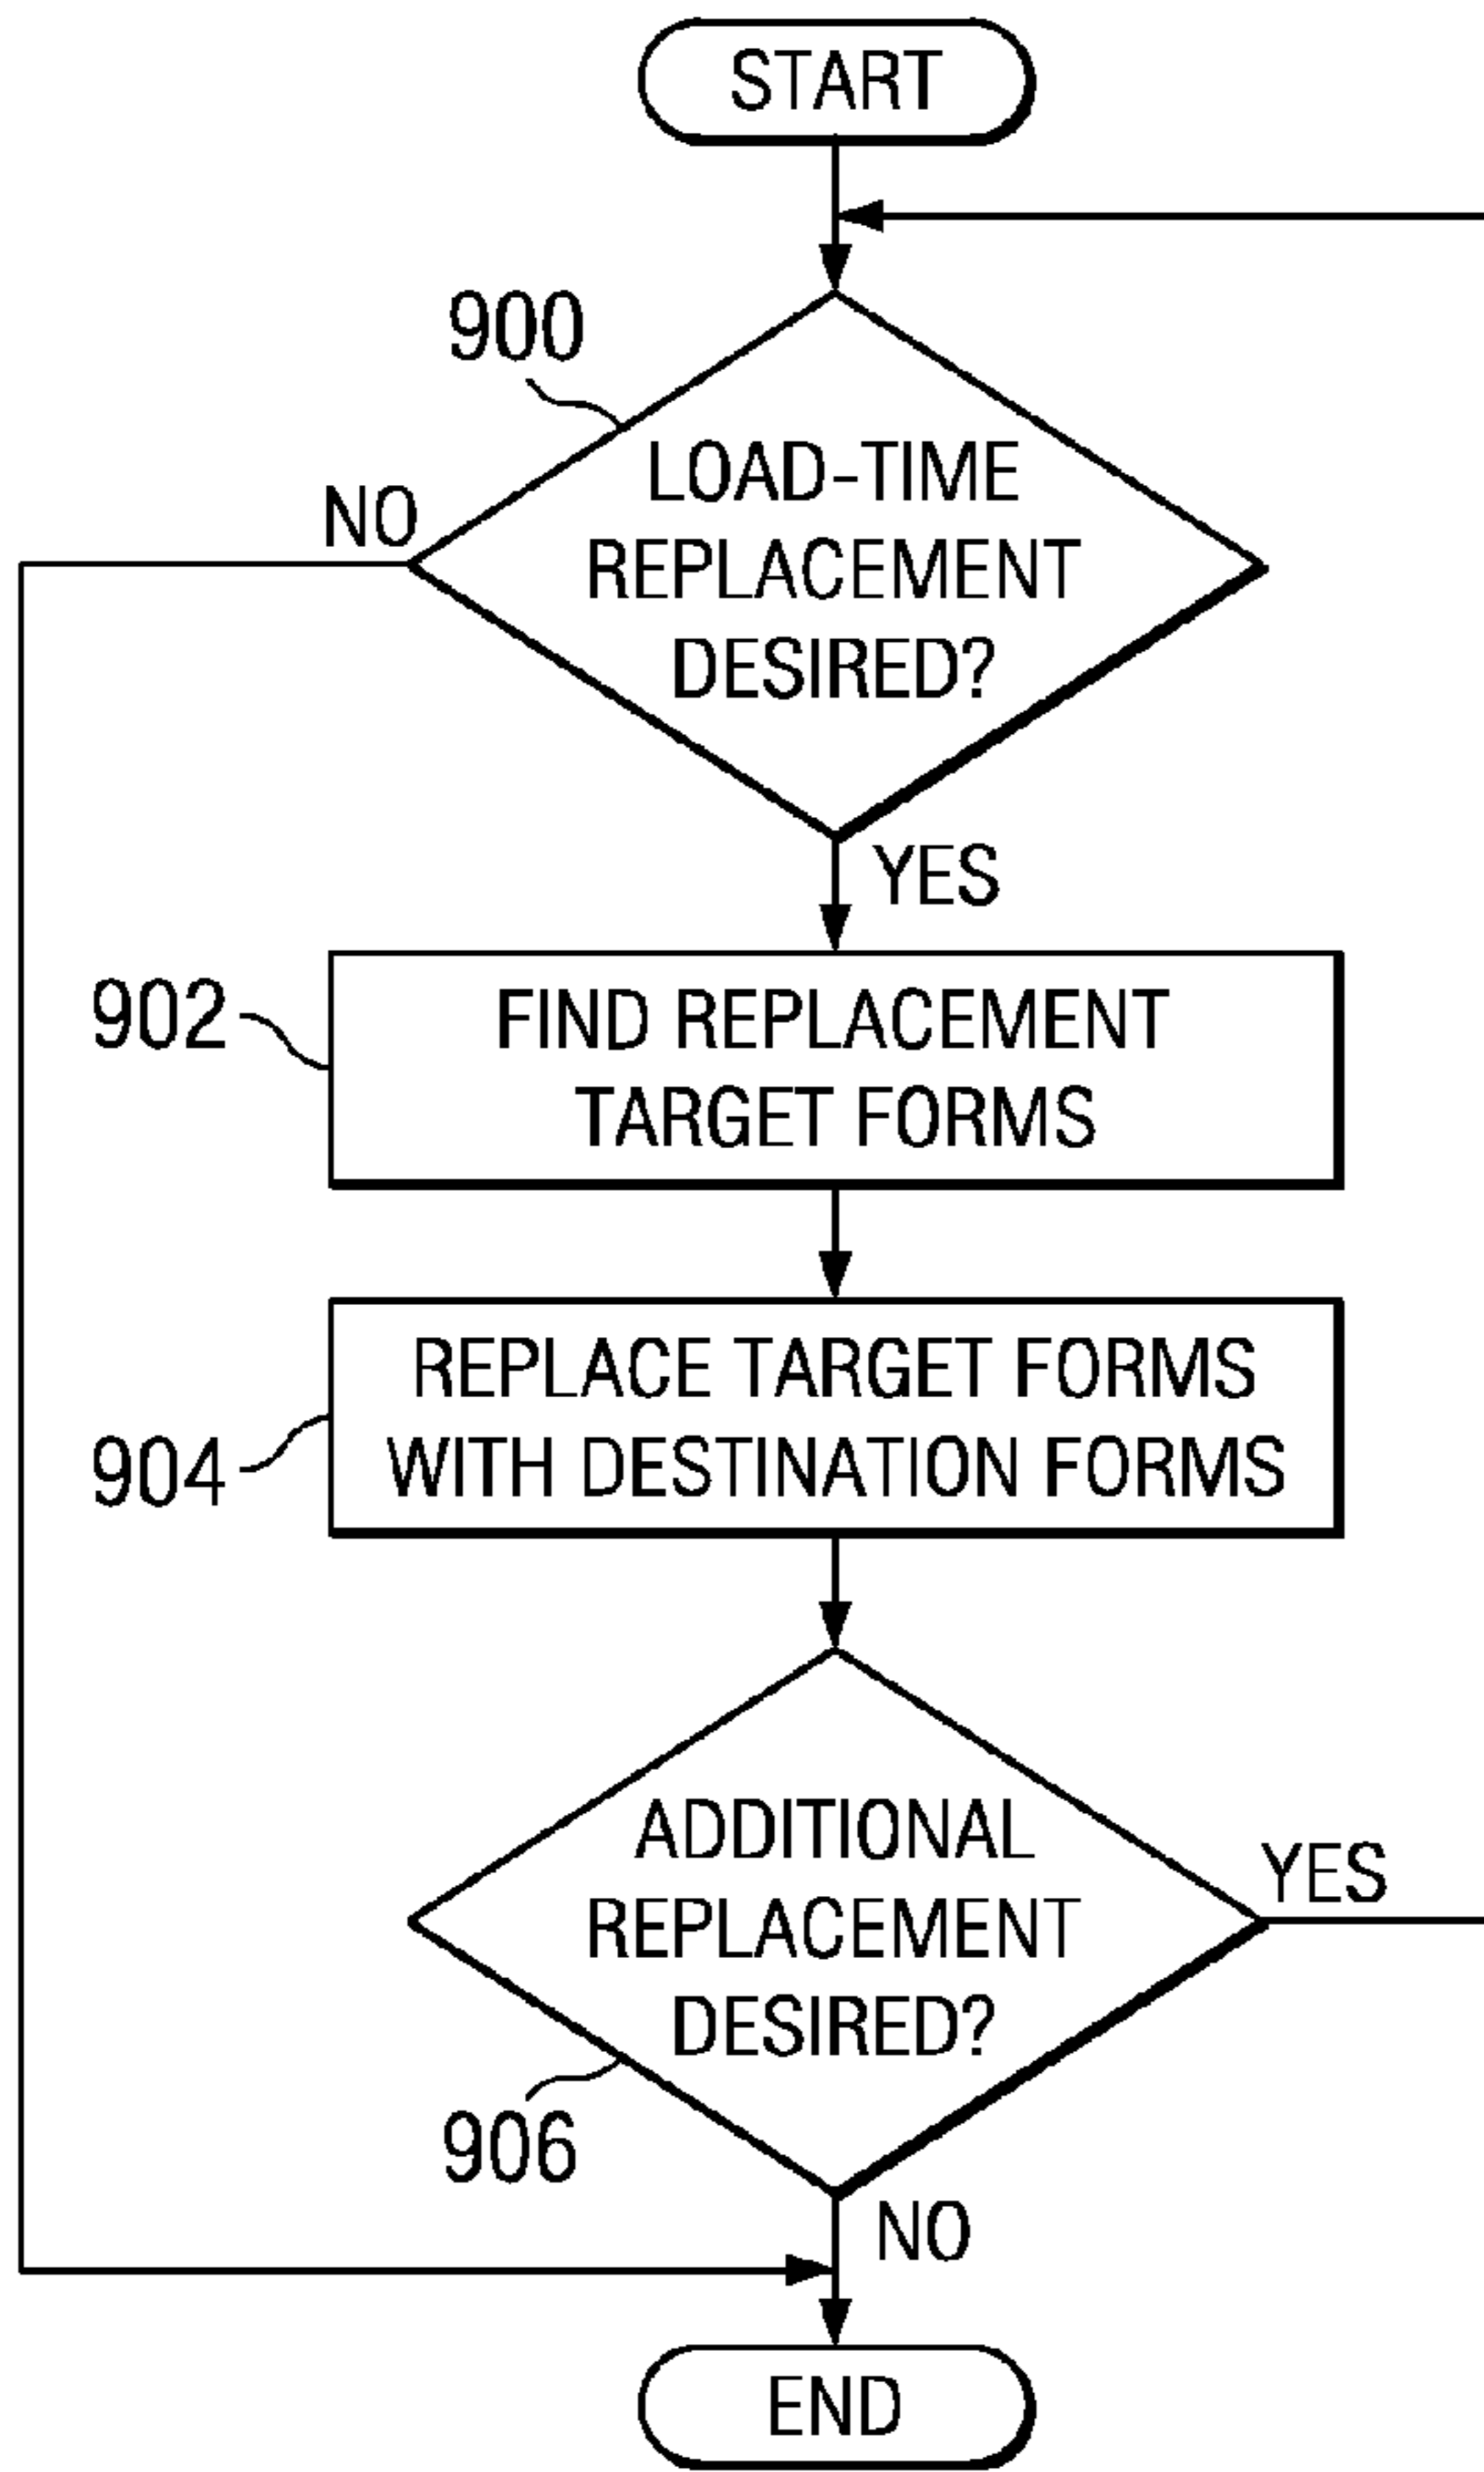 START
900
LOAD-TIME
REPLACEMENT
DESIRED?
NO
YES
902
FIND REPLACEMENT
TARGET FORMS
904
REPLACE TARGET FORMS
WITH DESTINATION FORMS
ADDITIONAL
REPLACEMENT
DESIRED?
YES
906
NO
END